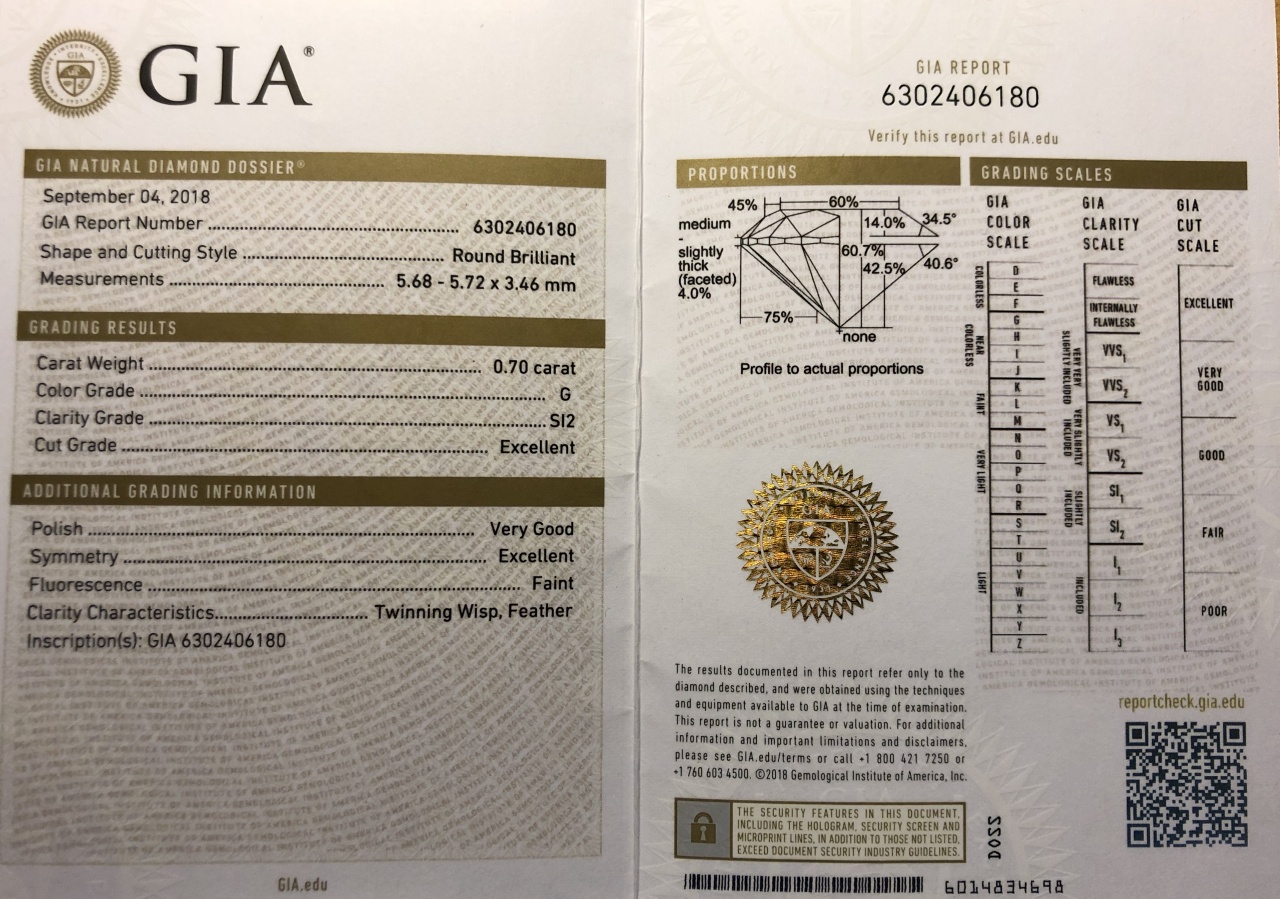 GIA®
GIA NATURAL DIAMOND DOSSIER®
September 04, 2018
GIA Report Number 6302406180
Shape and Cutting Style Round Brilliant
Measurements 5.68 - 5.72 x 3.46 mm
GRADING RESULTS
Carat Weight 0.70 carat
Color Grade G
Clarity Grade SI2
Cut Grade Excellent
ADDITIONAL GRADING INFORMATION
Polish Very Good
Symmetry Excellent
Fluorescence Faint
Clarity Characteristics Twinning Wisp, Feather
Inscription(s): GIA 6302406180
GIA.edu
GIA REPORT
6302406180
Verify this report at GIA.edu
PROPORTIONS
45%
60%
medium
-
slightly
thick
(faceted)
4.0%
14.0%
34.5°
60.7%
42.5%
40.6°
75%
none
Profile to actual proportions
GRADING SCALES
GIA
COLOR
SCALE
COLORLESS
D
E
F
NEAR
COLORLESS
G
H
I
J
FAINT
K
L
M
VERY LIGHT
N
O
P
Q
R
LIGHT
S
T
U
V
W
X
Y
Z
GIA
CLARITY
SCALE
FLAWLESS
INTERNALLY
FLAWLESS
VERY VERY
SLIGHTLY INCLUDED
VVS1
VVS2
VERY SLIGHTLY
INCLUDED
VS1
VS2
SLIGHTLY
INCLUDED
SI1
SI2
INCLUDED
I1
I2
I3
GIA
CUT
SCALE
EXCELLENT
VERY
GOOD
GOOD
FAIR
POOR
The results documented in this report refer only to the
diamond described, and were obtained using the techniques
and equipment available to GIA at the time of examination.
This report is not a guarantee or valuation. For additional
information and important limitations and disclaimers,
please see GIA.edu/terms or call +1 800 421 7250 or
+1 760 603 4500. ©2018 Gemological Institute of America, Inc.
reportcheck.gia.edu
THE SECURITY FEATURES IN THIS DOCUMENT,
INCLUDING THE HOLOGRAM, SECURITY SCREEN AND
MICROPRINT LINES, IN ADDITION TO THOSE NOT LISTED,
EXCEED DOCUMENT SECURITY INDUSTRY GUIDELINES.
6014834698